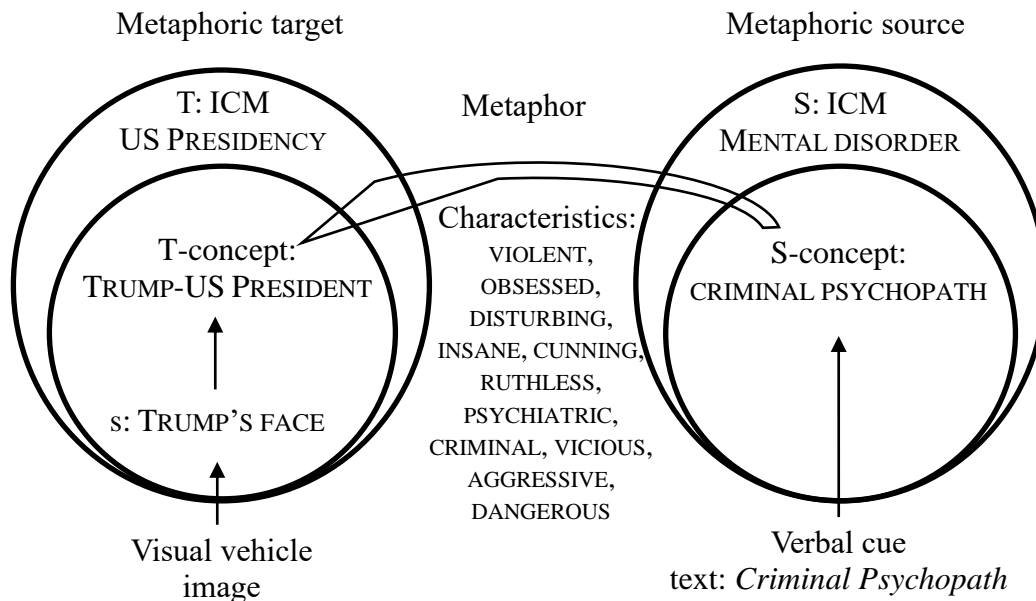 Metaphoric target
Metaphoric source
T: ICM
US PRESIDENCY
Metaphor
S: ICM
MENTAL DISORDER
T-concept:
TRUMP-US PRESIDENT
s: TRUMP'S FACE
Characteristics:
VIOLENT,
OBSESSED,
DISTURBING,
INSANE, CUNNING,
RUTHLESS,
PSYCHIATRIC,
CRIMINAL, VICIOUS,
AGGRESSIVE,
DANGEROUS
S-concept:
CRIMINAL PSYCHOPATH
Visual vehicle
image
Verbal cue
text: Criminal Psychopath